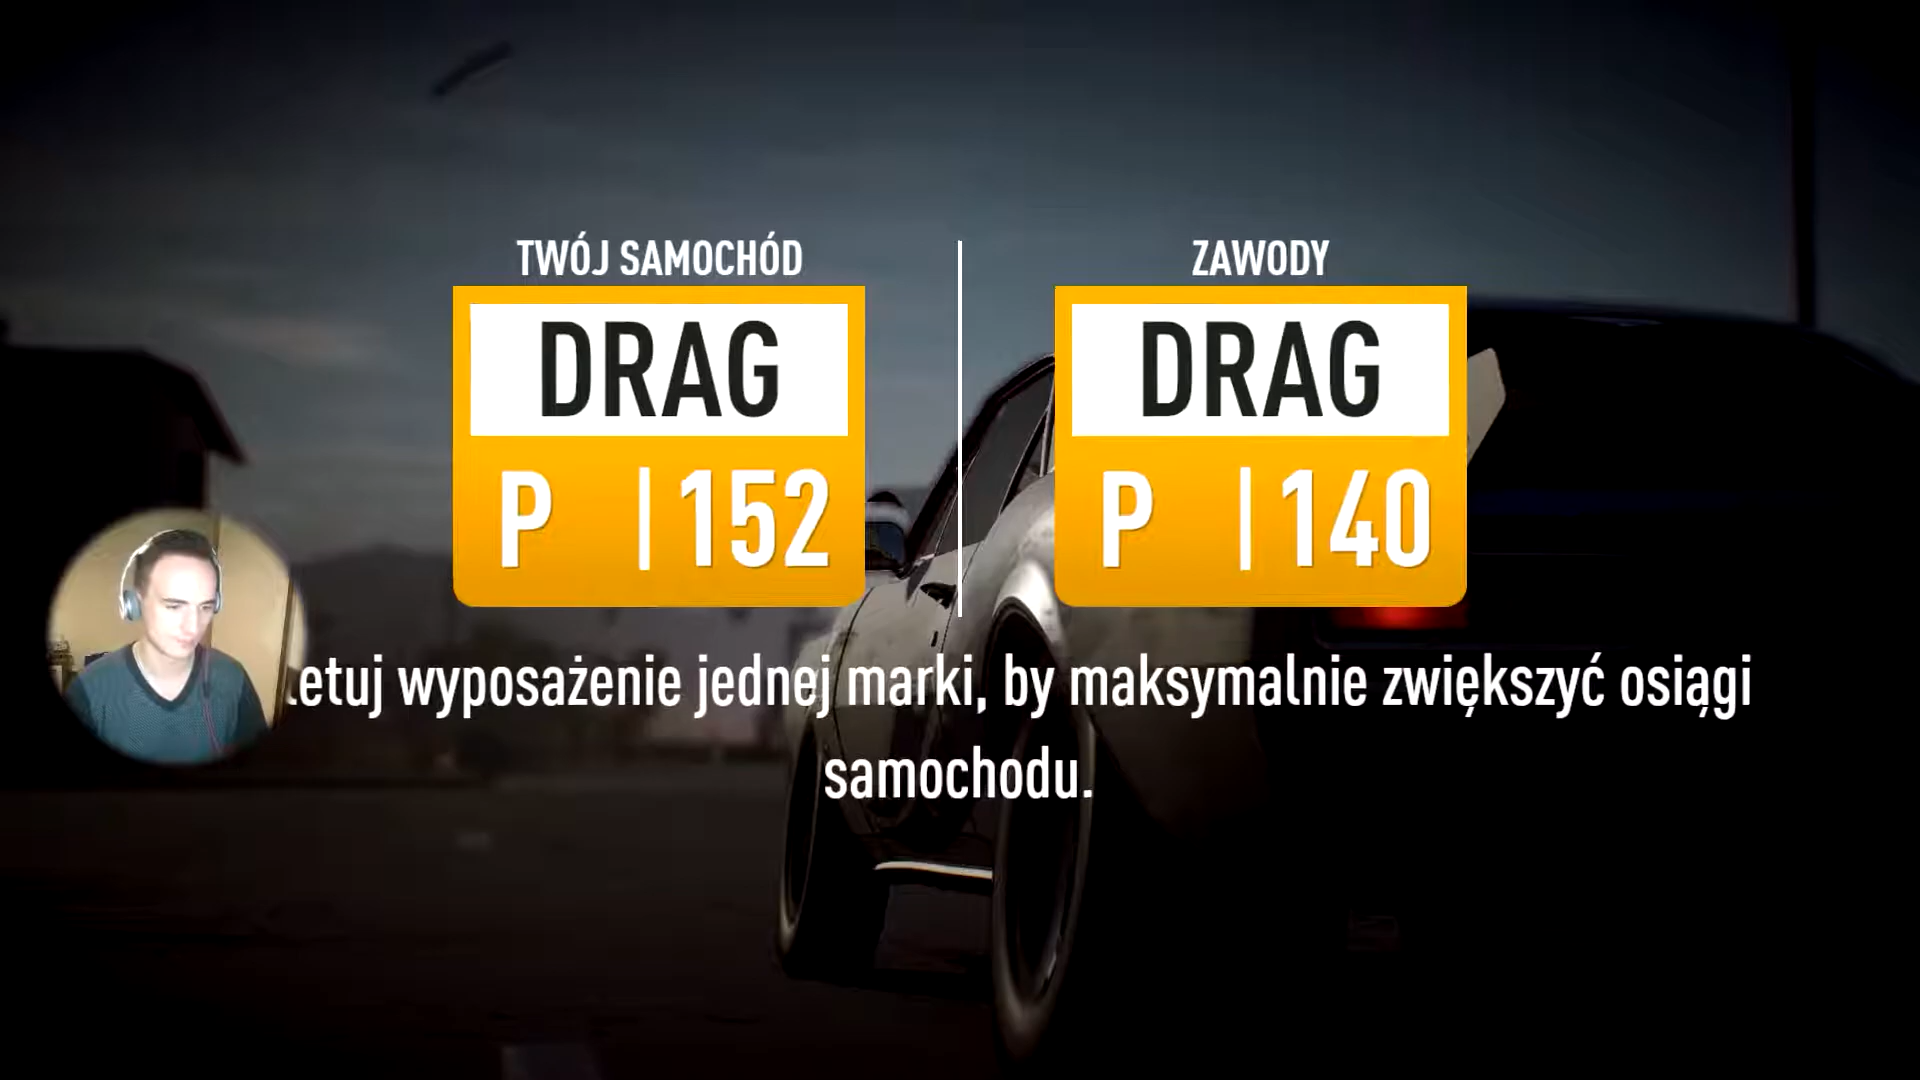 TWÓJ SAMOCHÓD
DRAG
P | 152
ZAWODY
DRAG
P | 140
wyposażenie jednej marki, by maksymalnie zwiększyć osiągi
samochodu.